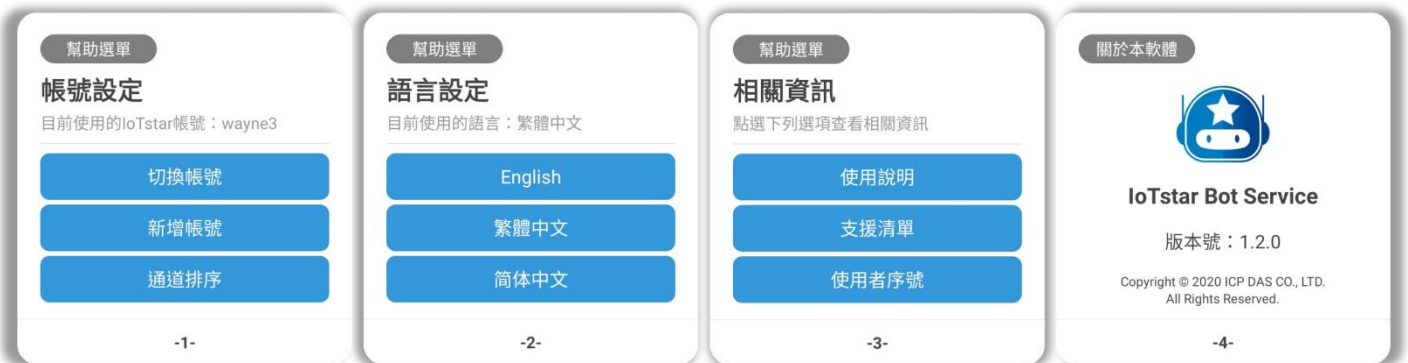 幫助選單
帳號設定
目前使用的IoTstar帳號：wayne3
切換帳號
新增帳號
通道排序
-1-
幫助選單
語言設定
目前使用的語言：繁體中文
English
繁體中文
简体中文
-2-
幫助選單
相關資訊
點選下列選項查看相關資訊
使用說明
支援清單
使用者序號
-3-
關於本軟體
IoTstar Bot Service
版本號：1.2.0
Copyright © 2020 ICP DAS CO., LTD.
All Rights Reserved.
-4-